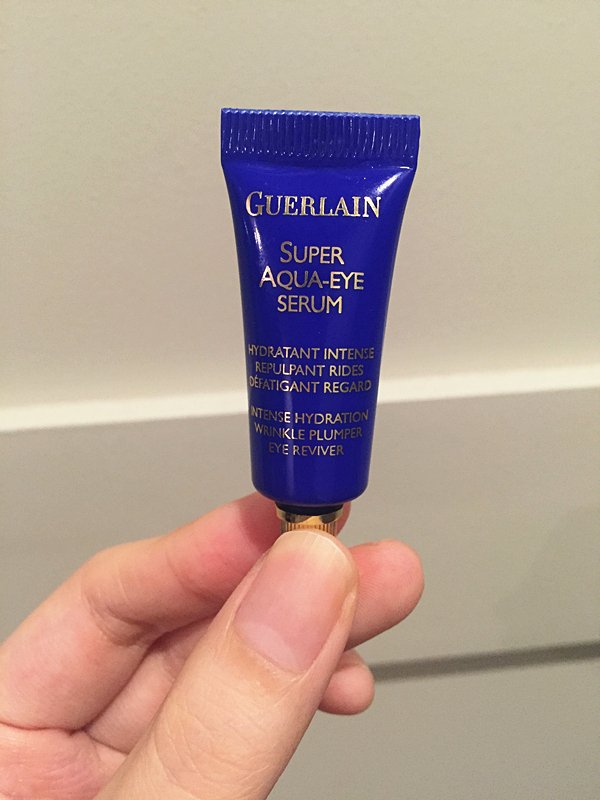 GUERLAIN
SUPER
AQUA-EYE
SERUM
HYDRATANT INTENSE
REPULPANT RIDES
DÉFATIGANT REGARD
INTENSE HYDRATION
WRINKLE PLUMPER
EYE REVIVER